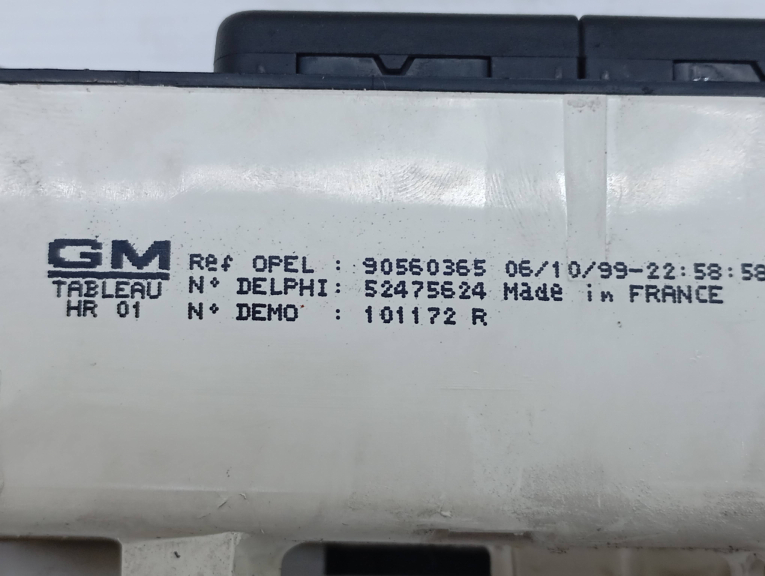 GM
TABLEAU
HR 01
Ref OPEL : 90560365 06/10/99-22:58:58
N° DELPHI: 52475624 Made in FRANCE
N° DEMO : 101172 R